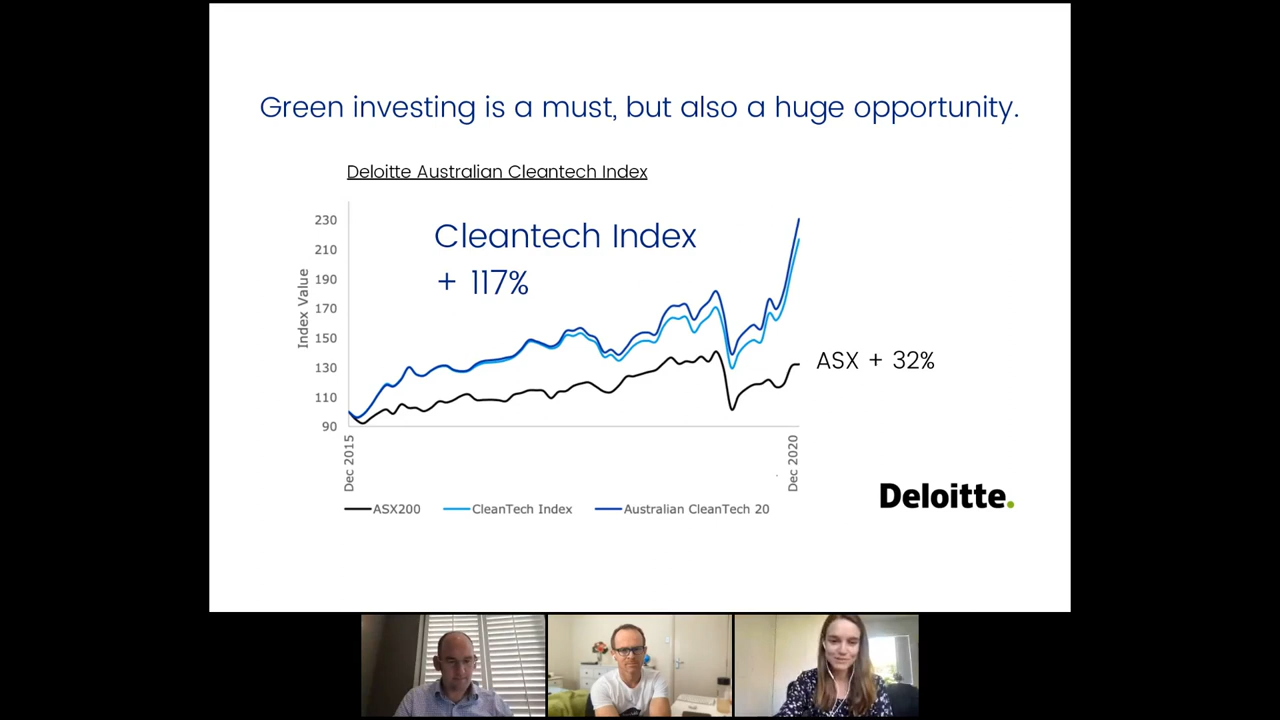 Green investing is a must, but also a huge opportunity.
Deloitte Australian Cleantech Index
Cleantech Index
+ 117%
Index Value
230
210
190
170
150
130
110
90
ASX + 32%
Dec 2015
Dec 2020
ASX200
CleanTech Index
Australian CleanTech 20
Deloitte.